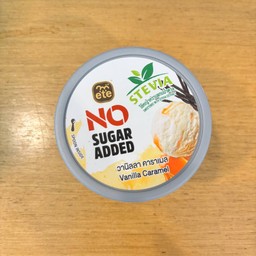 ete
STEVIA
NO
SUGAR
ADDED
วานิลลา คาราเมล
Vanilla Caramel